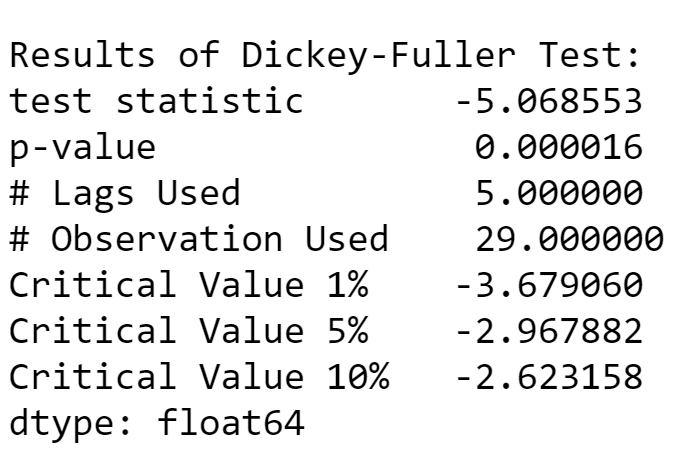 Results of Dickey-Fuller Test:
test statistic -5.068553
p-value 0.000016
# Lags Used 5.000000
# Observation Used 29.000000
Critical Value 1% -3.679060
Critical Value 5% -2.967882
Critical Value 10% -2.623158
dtype: float64